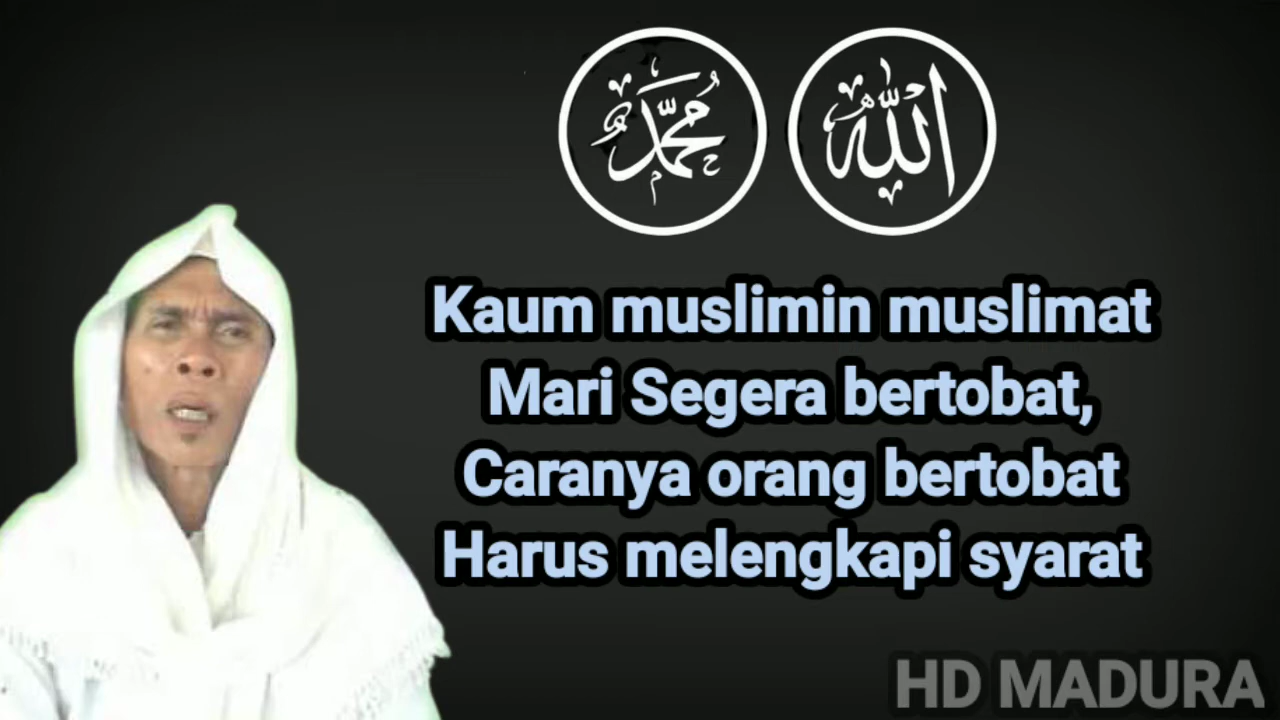 محمد
الله
Kaum muslimin muslimat
Mari Segera bertobat,
Caranya orang bertobat
Harus melengkapi syarat
HD MADURA